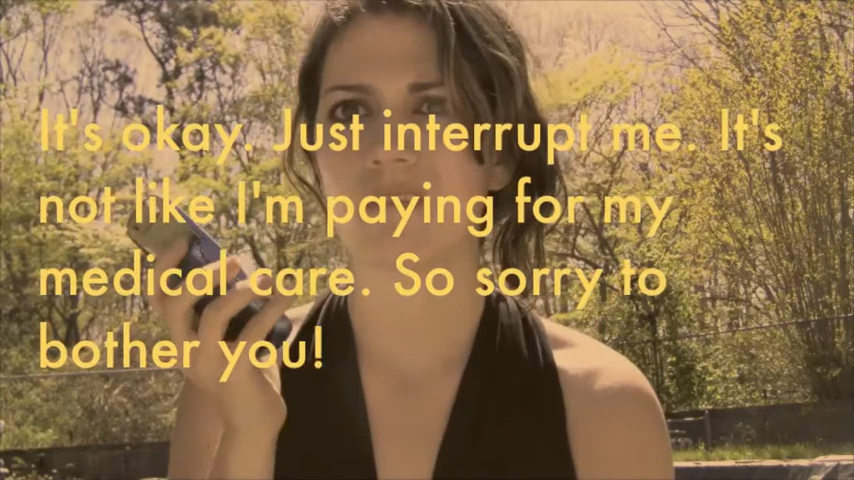 It's okay. Just interrupt me. It's
not like I'm paying for my
medical care. So sorry to
bother you!